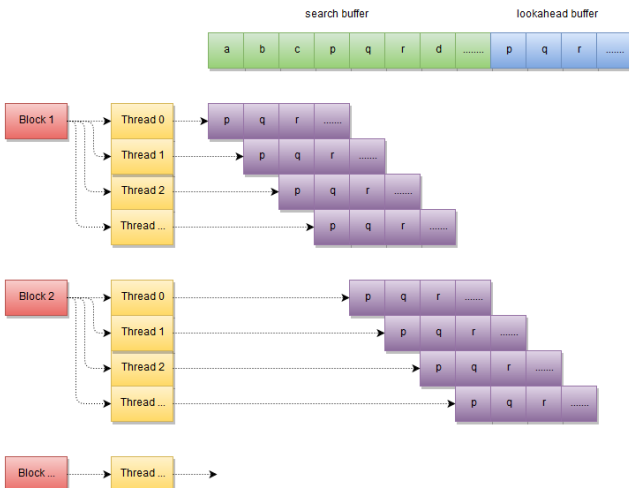 search buffer lookahead buffer
a b c p q r d ........ p q r .......
Block 1 Thread 0 p q r .......
Thread 1 p q r .......
Thread 2 p q r .......
Thread ... p q r .......
Block 2 Thread 0 p q r .......
Thread 1 p q r .......
Thread 2 p q r .......
Thread ... p q r .......
Block ... Thread ...